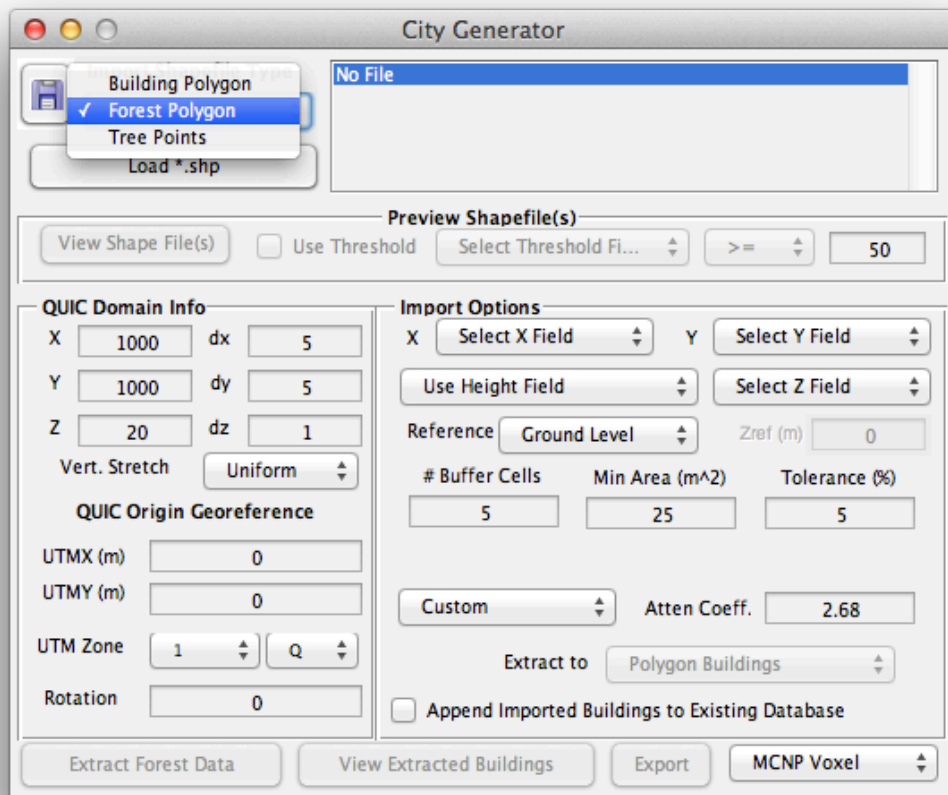 City Generator
Import Shapefile Type
Building Polygon
✓ Forest Polygon
Tree Points
Load *.shp
No File
Preview Shapefile(s)
View Shape File(s) Use Threshold Select Threshold Fi... >= 50
QUIC Domain Info
X 1000 dx 5
Y 1000 dy 5
Z 20 dz 1
Vert. Stretch Uniform
QUIC Origin Georeference
UTMX (m) 0
UTMY (m) 0
UTM Zone 1 Q
Rotation 0
Import Options
X Select X Field Y Select Y Field
Use Height Field Select Z Field
Reference Ground Level Zref (m) 0
# Buffer Cells Min Area (m^2) Tolerance (%)
5 25 5
Custom Atten Coeff. 2.68
Extract to Polygon Buildings
Append Imported Buildings to Existing Database
Extract Forest Data View Extracted Buildings Export MCNP Voxel